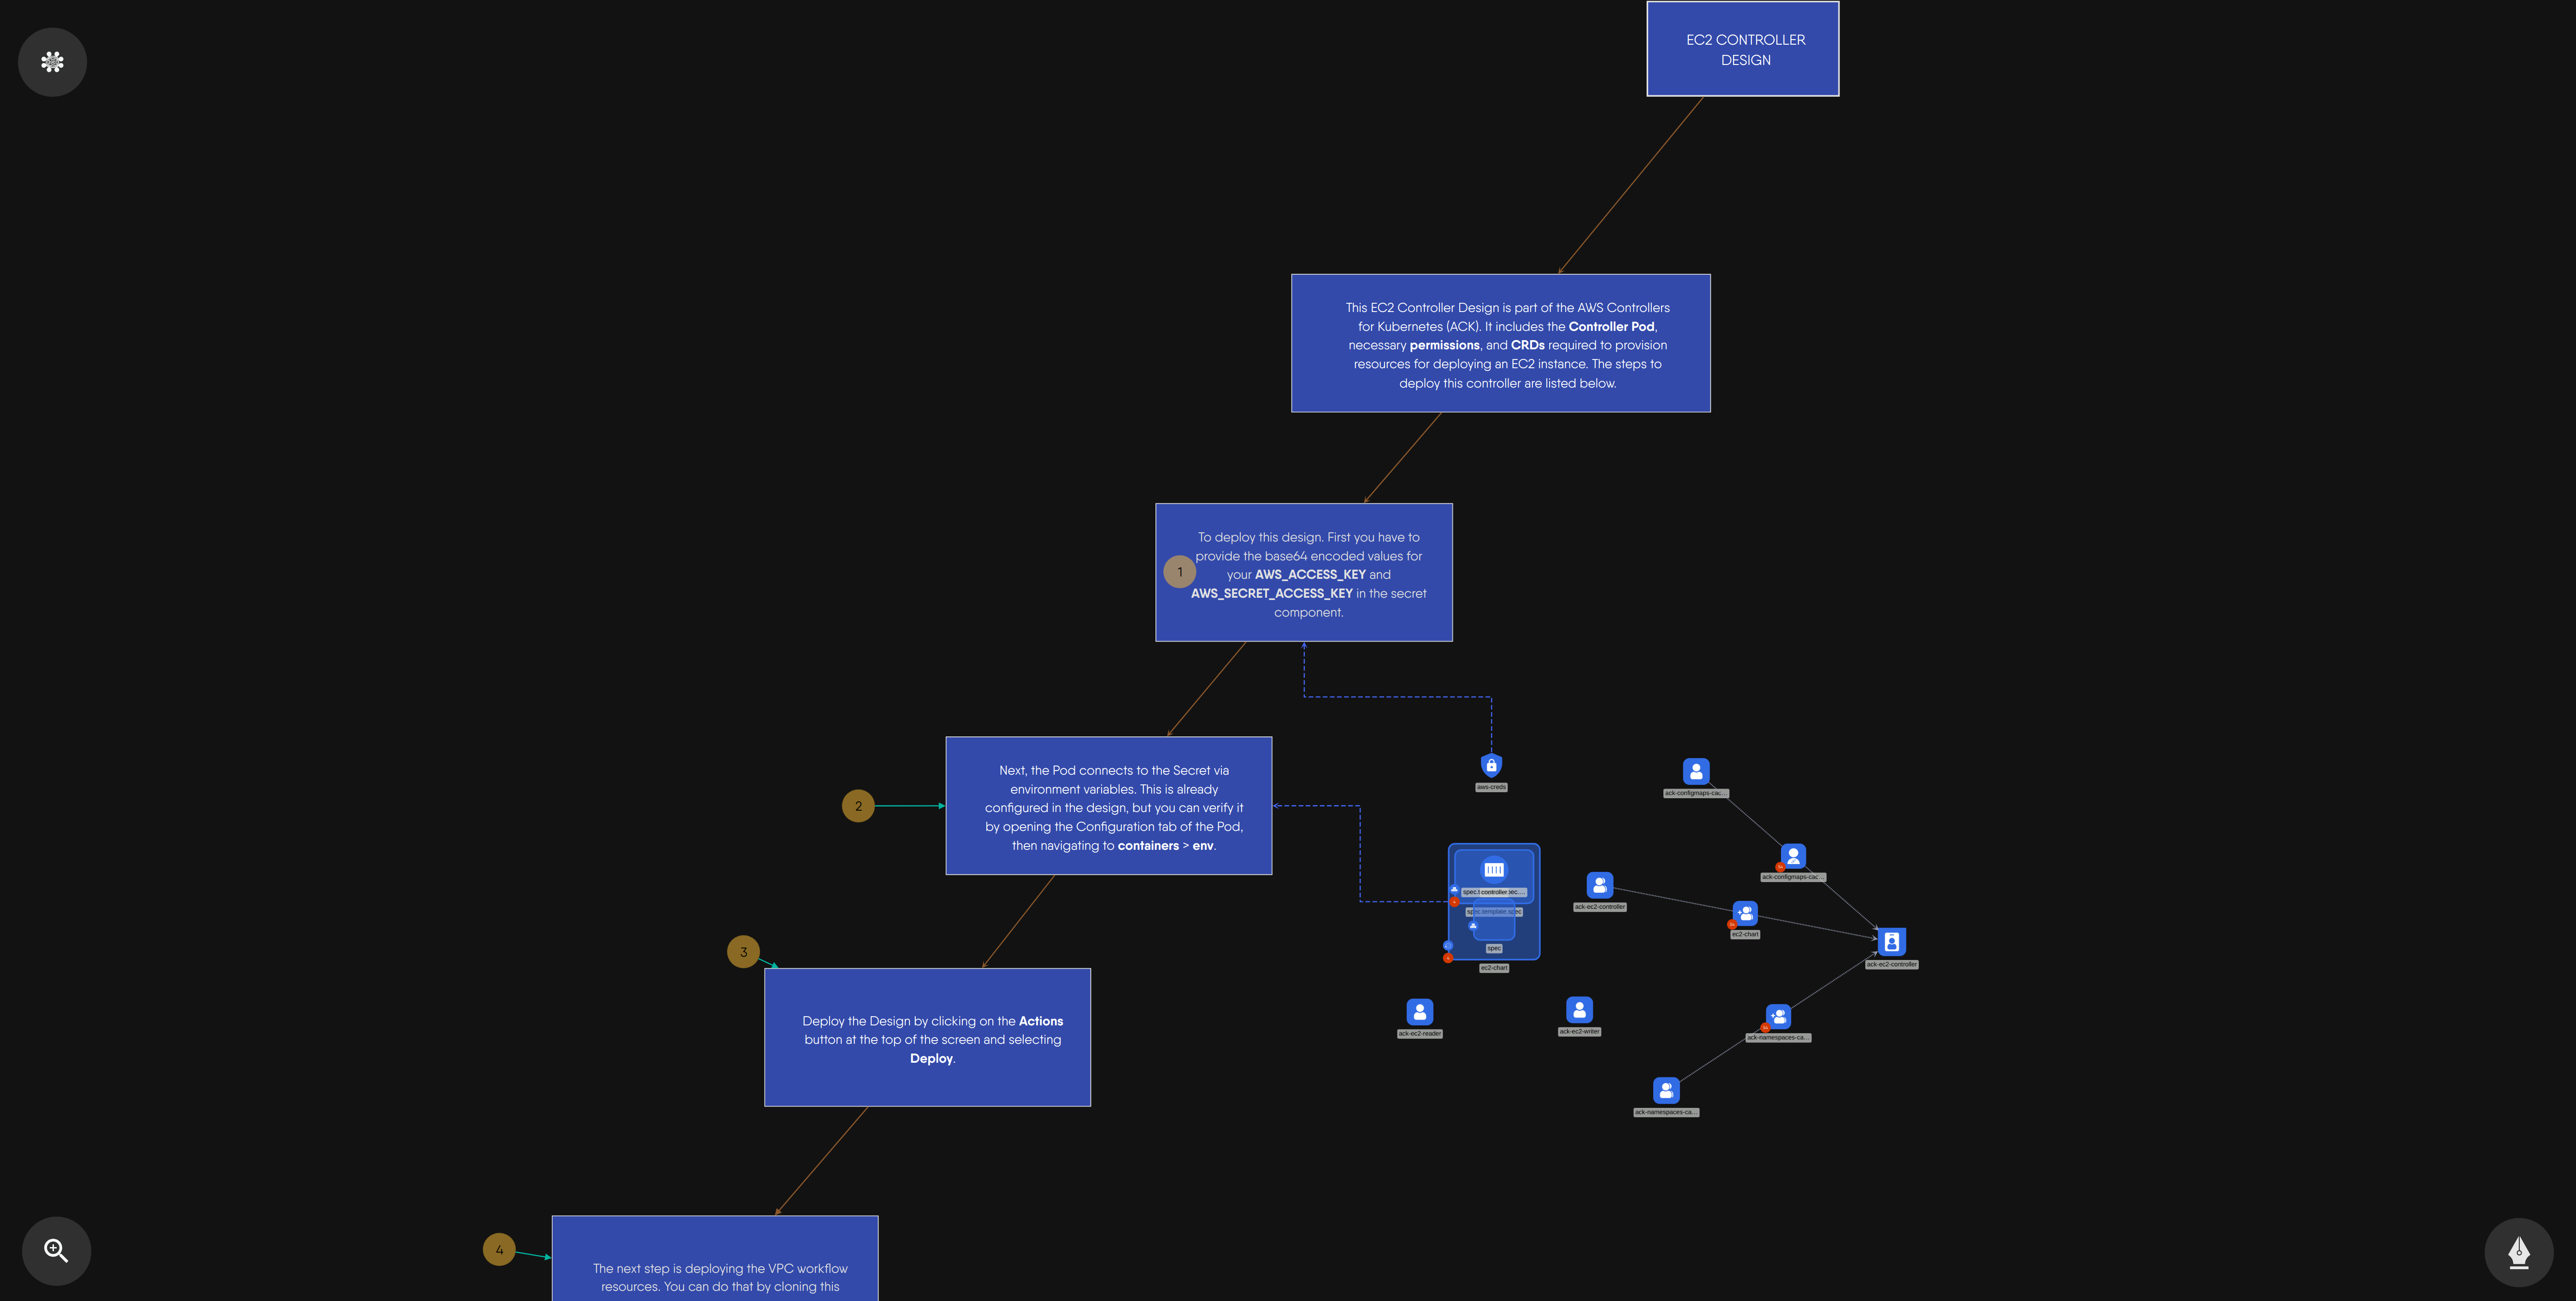 EC2 CONTROLLER
DESIGN
This EC2 Controller Design is part of the AWS Controllers
for Kubernetes (ACK). It includes the Controller Pod,
necessary permissions, and CRDs required to provision
resources for deploying an EC2 instance. The steps to
deploy this controller are listed below.
1
To deploy this design. First you have to
provide the base64 encoded values for
your AWS_ACCESS_KEY and
AWS_SECRET_ACCESS_KEY in the secret
component.
2
Next, the Pod connects to the Secret via
environment variables. This is already
configured in the design, but you can verify it
by opening the Configuration tab of the Pod,
then navigating to containers > env.
3
Deploy the Design by clicking on the Actions
button at the top of the screen and selecting
Deploy.
4
The next step is deploying the VPC workflow
resources. You can do that by cloning this
aws-creds
controller
spec.template.spec
spec
ec2-chart
ack-ec2-reader
ack-ec2-writer
ack-configmaps-cac...
ack-configmaps-cac...
ack-ec2-controller
ec2-chart
ack-ec2-controller
ack-namespaces-ca...
ack-namespaces-ca...